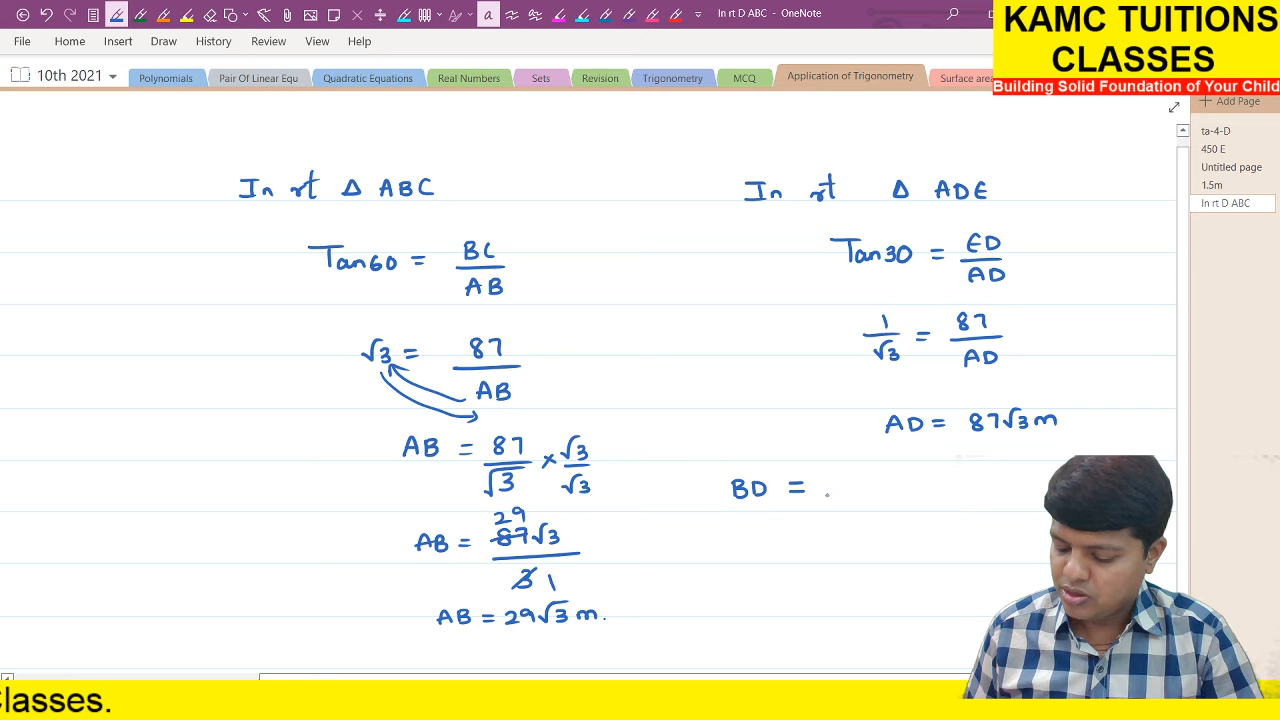 In rt D ABC - OneNote
KAMC TUITIONS
CLASSES
Building Solid Foundation of Your Child
File Home Insert Draw History Review View Help
10th 2021
Polynomials Pair Of Linear Equ Quadratic Equations Real Numbers Sets Revision Trigonometry MCQ Application of Trigonometry Surface area
Add Page
ta-4-D
450 E
Untitled page
1.5m
In rt D ABC
In rt Δ ABC
Tan60 = BC/AB
√3 = 87/AB
AB = 87/√3 × √3/√3
29
AB = 87√3/3 1
AB = 29√3 m.
In rt Δ ADE
Tan30 = ED/AD
1/√3 = 87/AD
AD = 87√3 m
BD =
Classes.